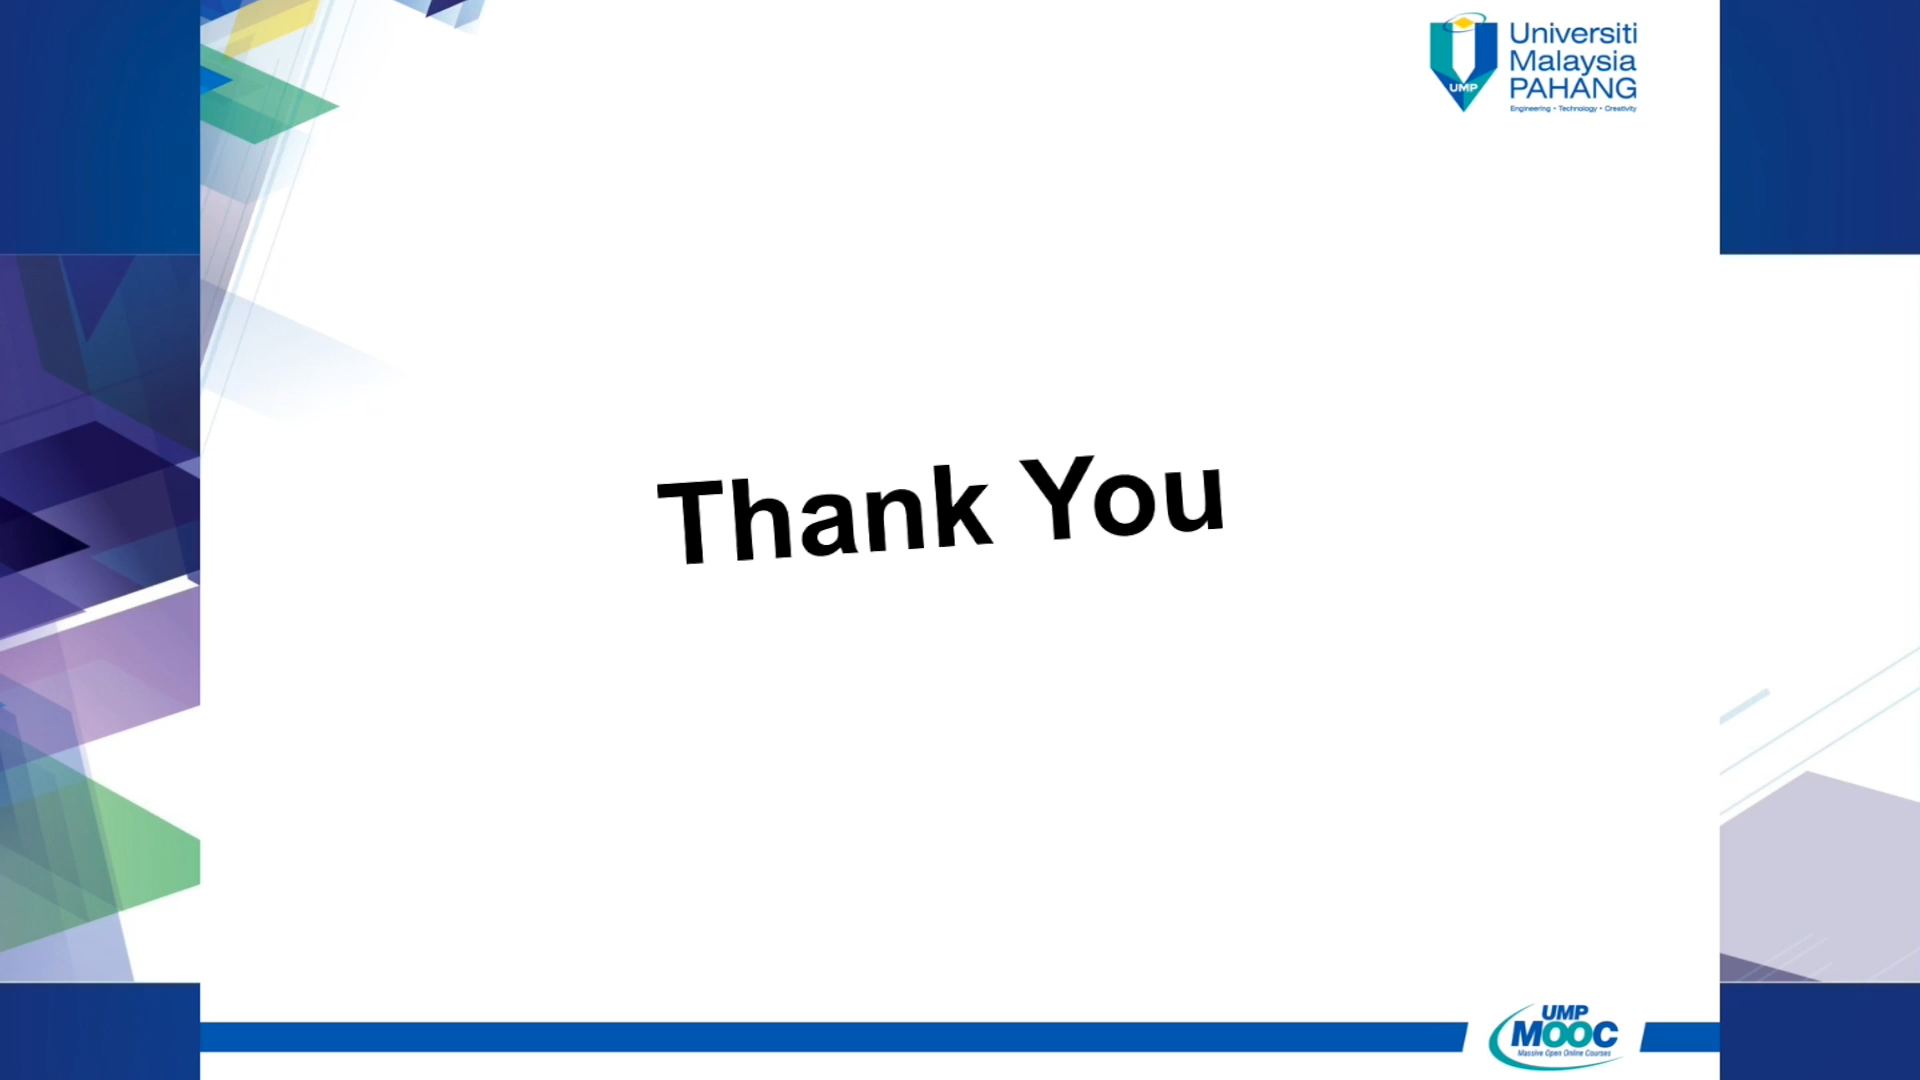 Universiti
Malaysia
PAHANG
Engineering • Technology • Creativity
UMP
Thank You
UMP
MOOC
Massive Open Online Courses